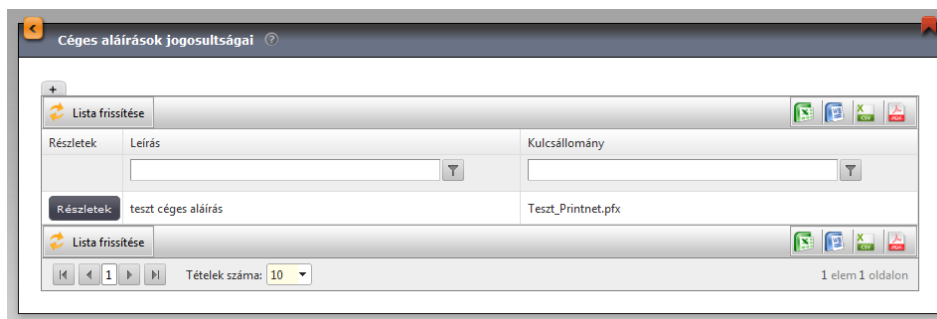 Céges aláírások jogosultságai ?
+
Lista frissítése
Részletek Leírás Kulcsállomány
Részletek teszt céges aláírás Teszt_Printnet.pfx
Lista frissítése
1 Tételek száma: 10 1 elem 1 oldalon